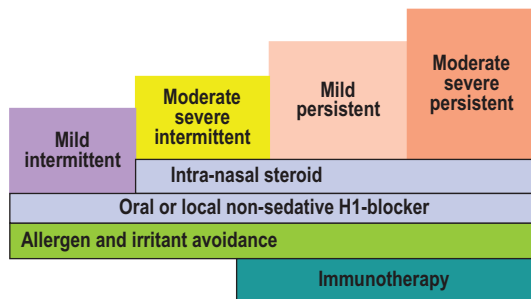 Mild
intermittent
Moderate
severe
intermittent
Mild
persistent
Moderate
severe
persistent
Intra-nasal steroid
Oral or local non-sedative H1-blocker
Allergen and irritant avoidance
Immunotherapy